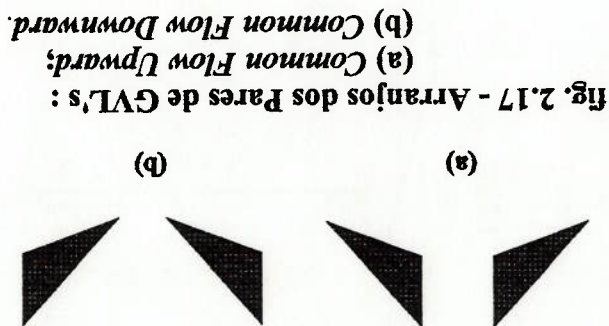 (a) (b)
fig. 2.17 - Arranjos dos Pares de GVL's :
(a) Common Flow Upward;
(b) Common Flow Downward.